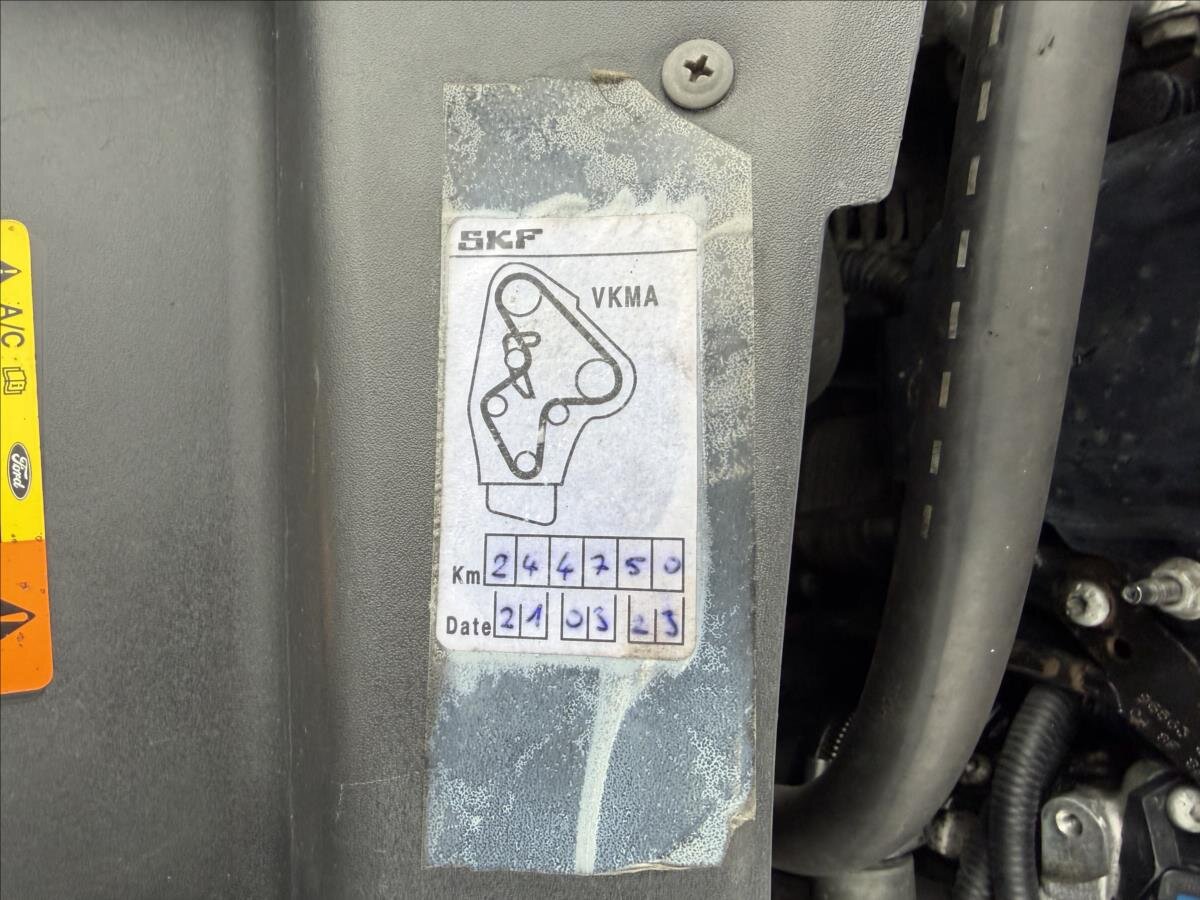 SKF
VKMA
A/C
Ford
Km 244750
Date 21 03 23